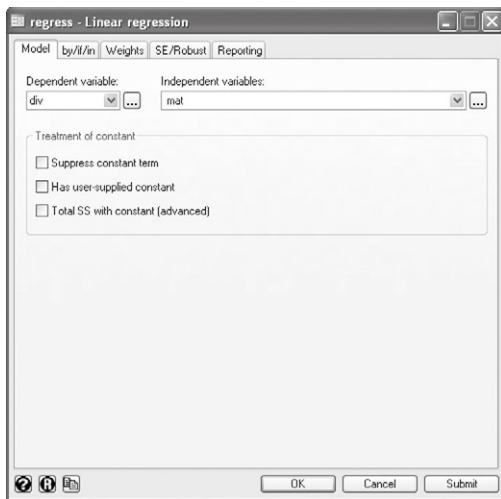 regress - Linear regression
Model by/if/in Weights SE/Robust Reporting
Dependent variable: Independent variables:
div ... mat ...
Treatment of constant
Suppress constant term
Has user-supplied constant
Total SS with constant (advanced)
? R OK Cancel Submit